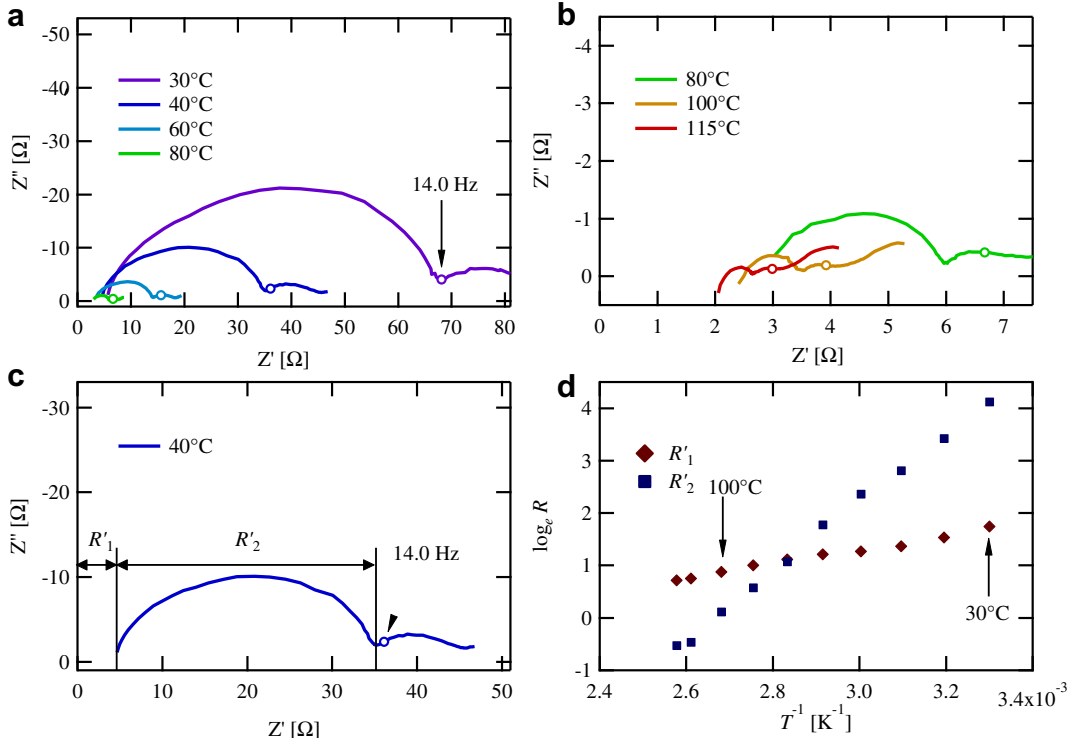 a
Z" [Ω]
-50
-40
-30
-20
-10
0
30°C
40°C
60°C
80°C
14.0 Hz
0 10 20 30 40 50 60 70 80
Z' [Ω]
b
Z" [Ω]
-4
-3
-2
-1
0
80°C
100°C
115°C
0 1 2 3 4 5 6 7
Z' [Ω]
c
Z" [Ω]
-30
-20
-10
0
40°C
R'₁ R'₂ 14.0 Hz
0 10 20 30 40 50
Z' [Ω]
d
logₑ R
4
3
2
1
0
-1
R'₁
R'₂
100°C
30°C
2.4 2.6 2.8 3.0 3.2 3.4x10⁻³
T⁻¹ [K⁻¹]